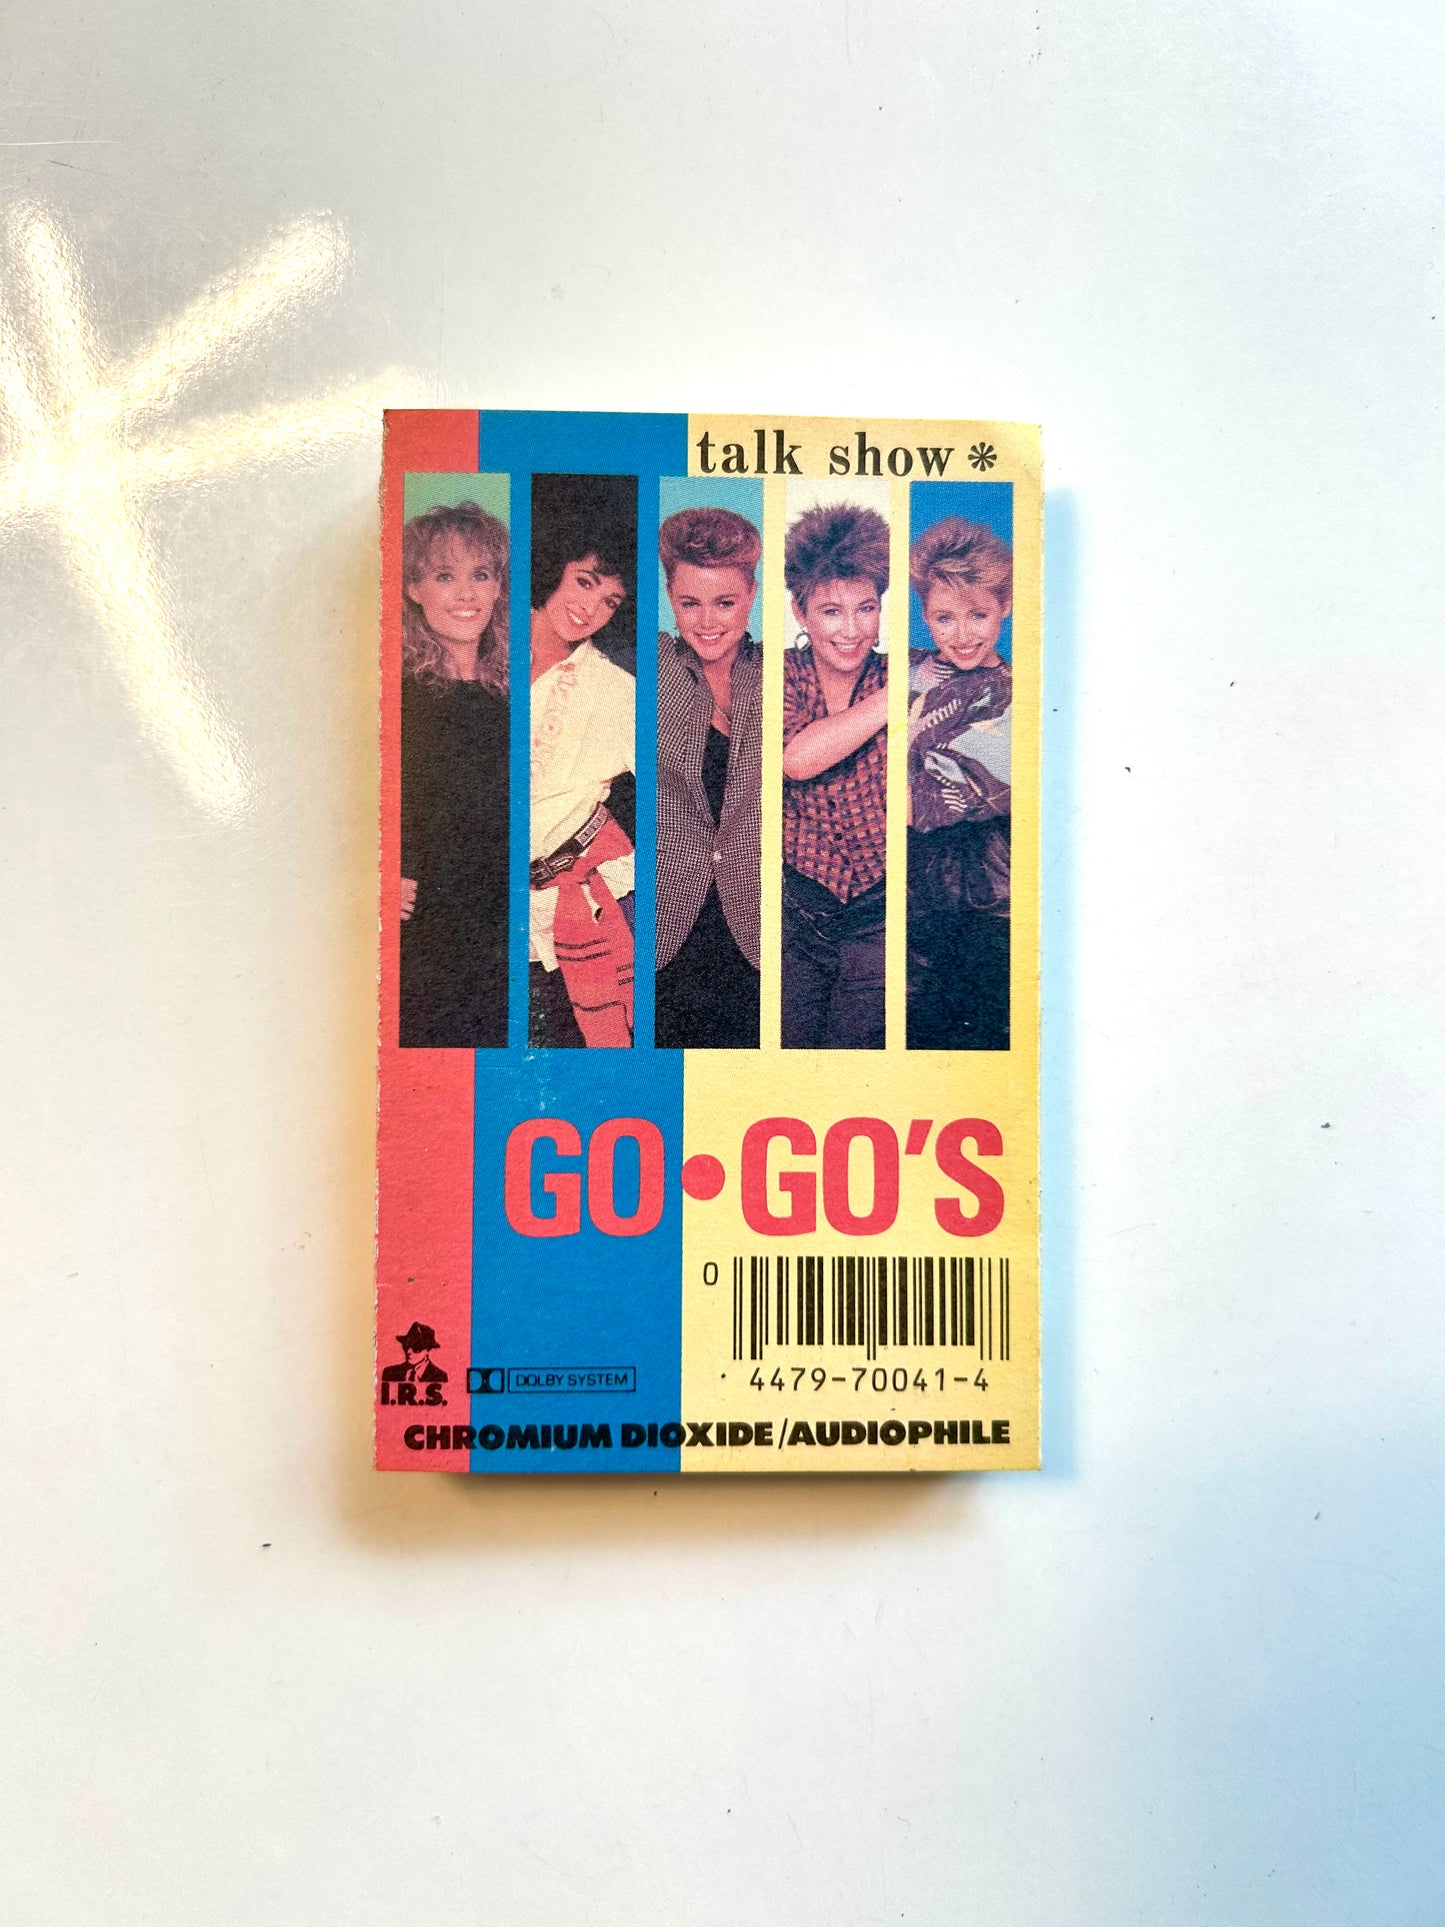 talk show *
GO•GO'S
0
4479-70041-4
I.R.S.
DOLBY SYSTEM
CHROMIUM DIOXIDE/AUDIOPHILE